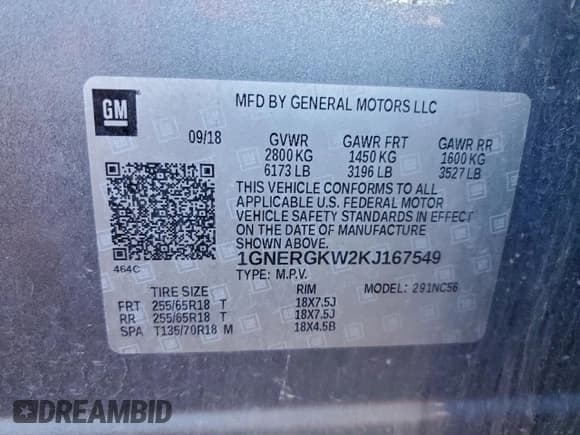 GM
MFD BY GENERAL MOTORS LLC
09/18 GVWR GAWR FRT GAWR RR
2800 KG 1450 KG 1600 KG
6173 LB 3196 LB 3527 LB
THIS VEHICLE CONFORMS TO ALL
APPLICABLE U.S. FEDERAL MOTOR
VEHICLE SAFETY STANDARDS IN EFFECT
ON THE DATE OF MANUFACTURE
SHOWN ABOVE.
464C 1GNERGKW2KJ167549
TYPE: M.P.V. MODEL: 291NC56
TIRE SIZE RIM
FRT 255/65R18 T 18X7.5J
RR 255/65R18 T 18X7.5J
SPA T135/70R18 M 18X4.5B
DREAMBID